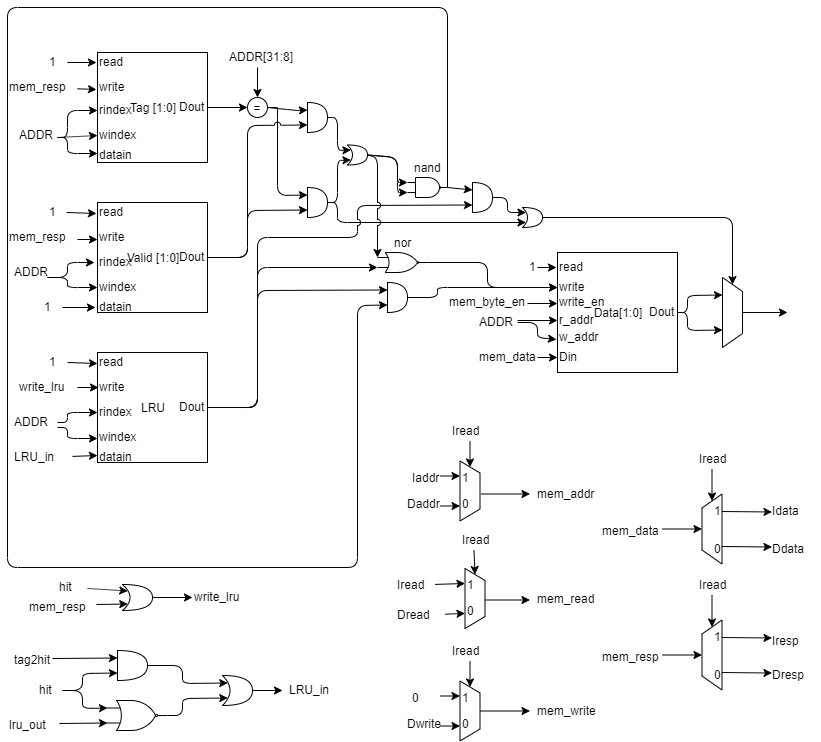 ADDR[31:8]
1
read
mem_resp
write
rindex
Tag [1:0]
Dout
=
ADDR
windex
datain
nand
1
read
mem_resp
write
rindex
Valid [1:0]
Dout
ADDR
windex
1
datain
nor
1
read
write
mem_byte_en
write_en
ADDR
r_addr
Data[1:0]
Dout
w_addr
mem_data
Din
1
read
write_lru
write
rindex
LRU
Dout
ADDR
windex
LRU_in
datain
Iread
Iaddr
1
mem_addr
Daddr
0
Iread
1
Idata
mem_data
0
Ddata
Iread
Iread
1
mem_read
Dread
0
hit
write_lru
mem_resp
Iread
1
Iresp
mem_resp
0
Dresp
Iread
0
1
mem_write
Dwrite
0
tag2hit
hit
LRU_in
lru_out